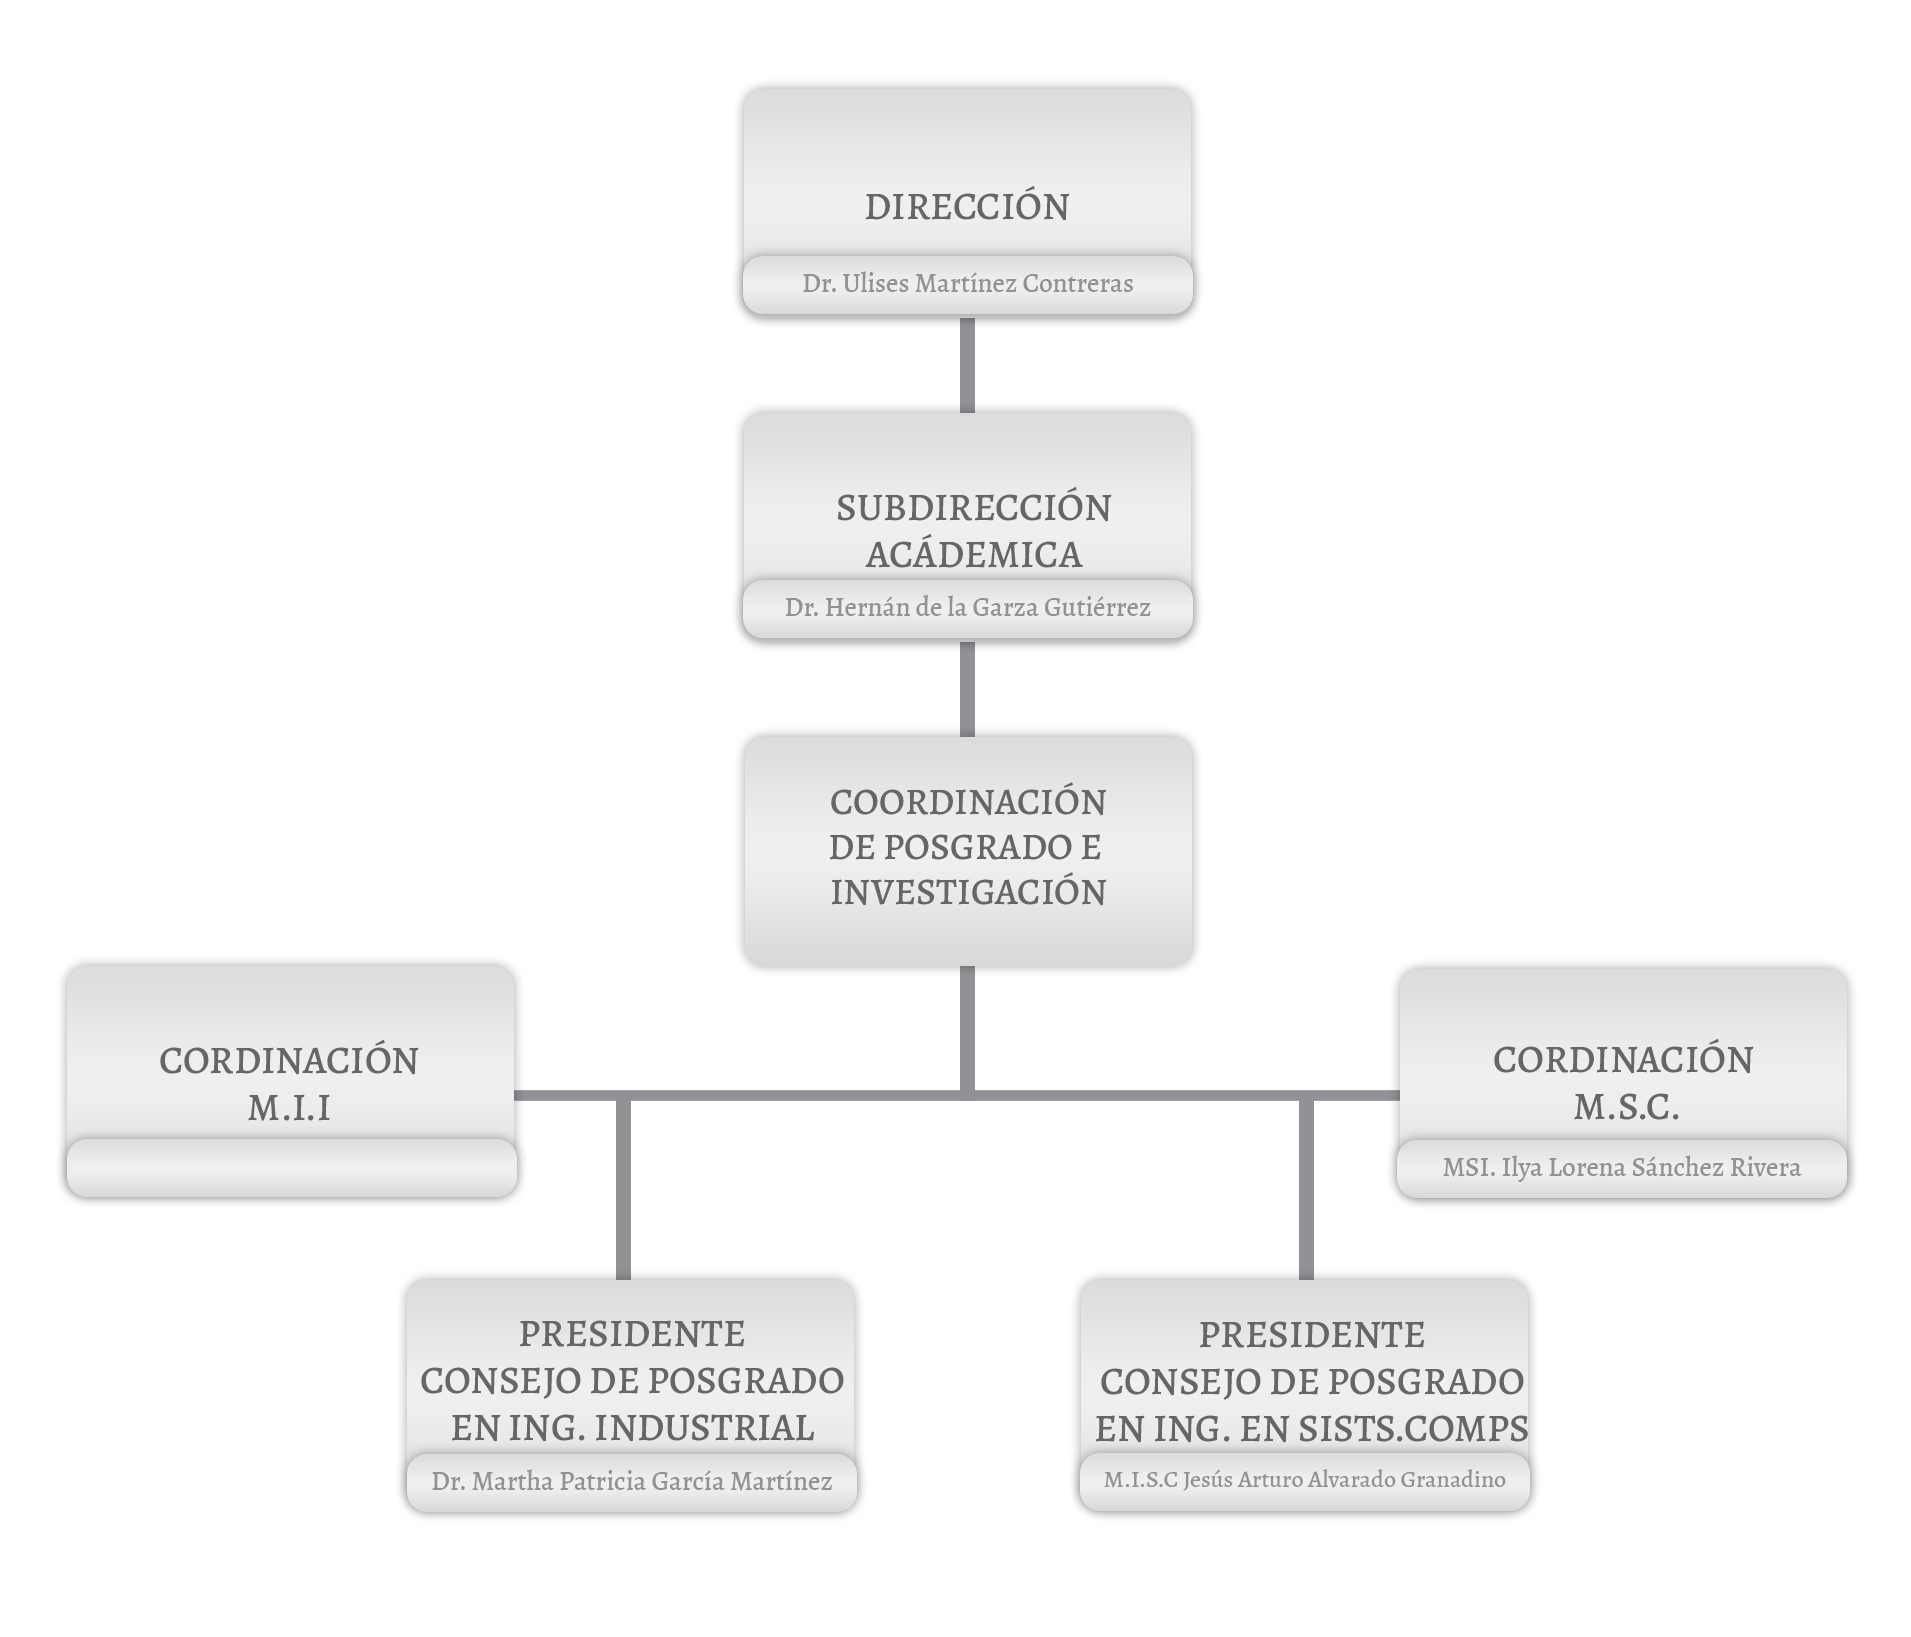 DIRECCIÓN
Dr. Ulises Martínez Contreras
SUBDIRECCIÓN
ACÁDEMICA
Dr. Hernán de la Garza Gutiérrez
COORDINACIÓN
DE POSGRADO E
INVESTIGACIÓN
CORDINACIÓN
M.I.I
CORDINACIÓN
M.S.C.
MSI. Ilya Lorena Sánchez Rivera
PRESIDENTE
CONSEJO DE POSGRADO
EN ING. INDUSTRIAL
Dr. Martha Patricia García Martínez
PRESIDENTE
CONSEJO DE POSGRADO
EN ING. EN SISTS.COMPS
M.I.S.C Jesús Arturo Alvarado Granadino